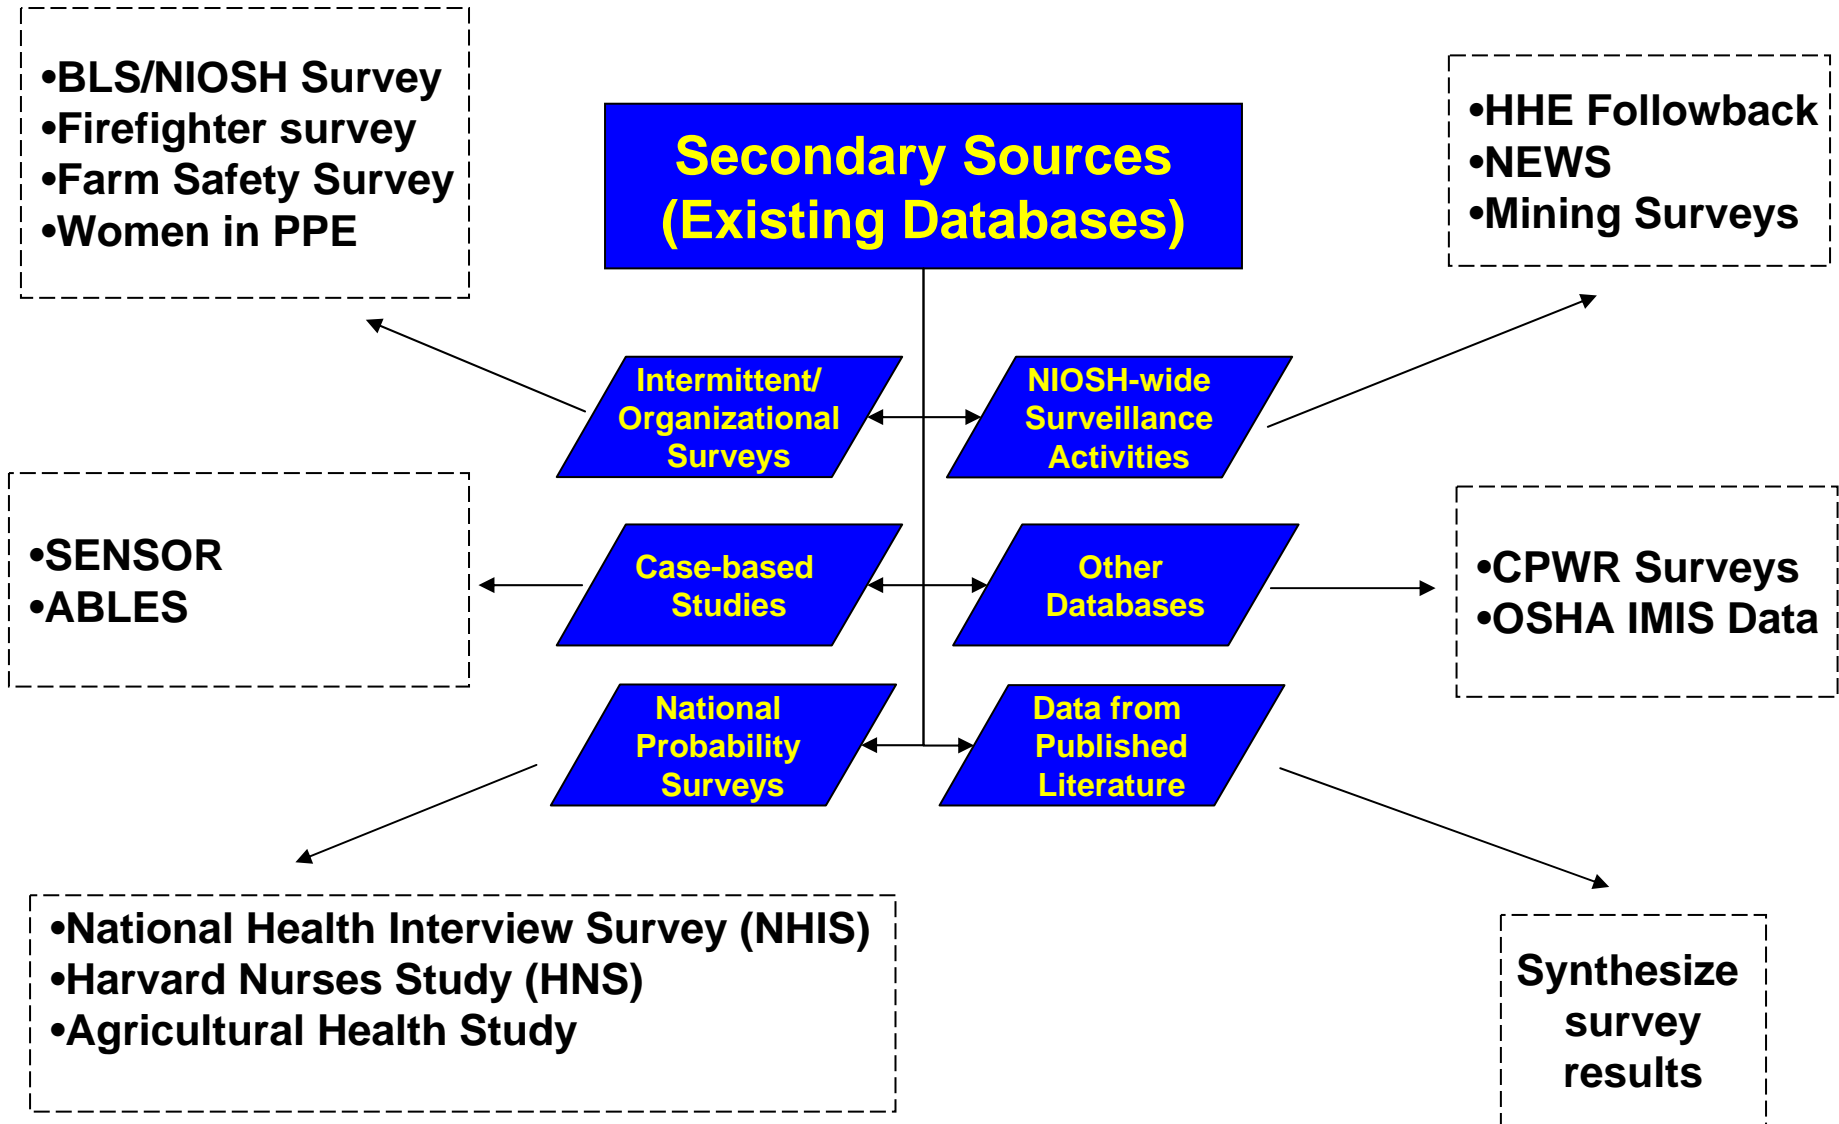 •BLS/NIOSH Survey
•Firefighter survey
•Farm Safety Survey
•Women in PPE
Secondary Sources
(Existing Databases)
•HHE Followback
•NEWS
•Mining Surveys
Intermittent/
Organizational
Surveys
NIOSH-wide
Surveillance
Activities
•SENSOR
•ABLES
Case-based
Studies
Other
Databases
•CPWR Surveys
•OSHA IMIS Data
National
Probability
Surveys
Data from
Published
Literature
•National Health Interview Survey (NHIS)
•Harvard Nurses Study (HNS)
•Agricultural Health Study
Synthesize
survey
results